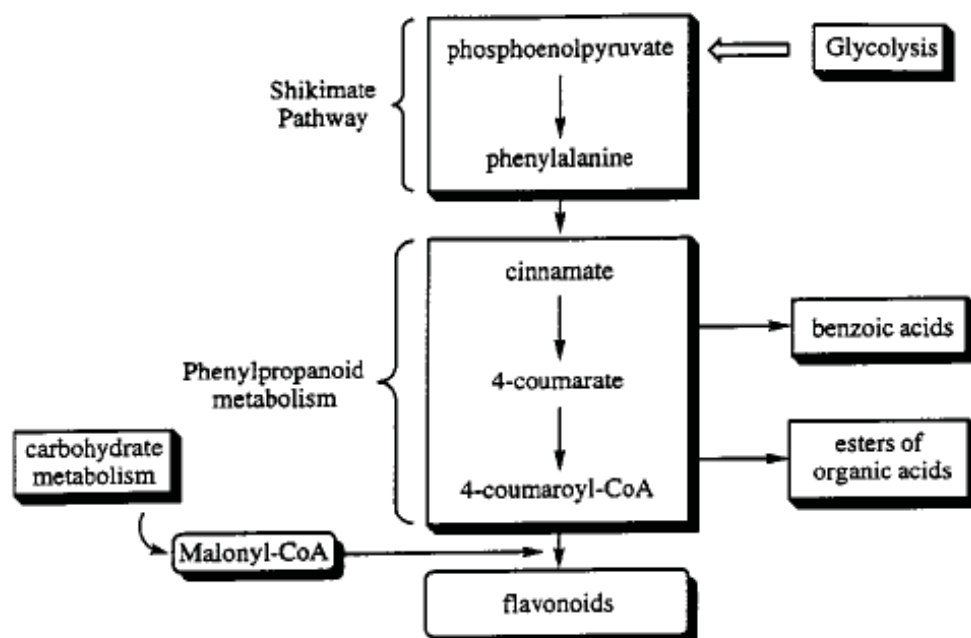 phosphoenolpyruvate
Glycolysis
Shikimate
Pathway
phenylalanine
cinnamate
benzoic acids
Phenylpropanoid
metabolism
4-coumarate
carbohydrate
metabolism
esters of
organic acids
4-coumaroyl-CoA
Malonyl-CoA
flavonoids